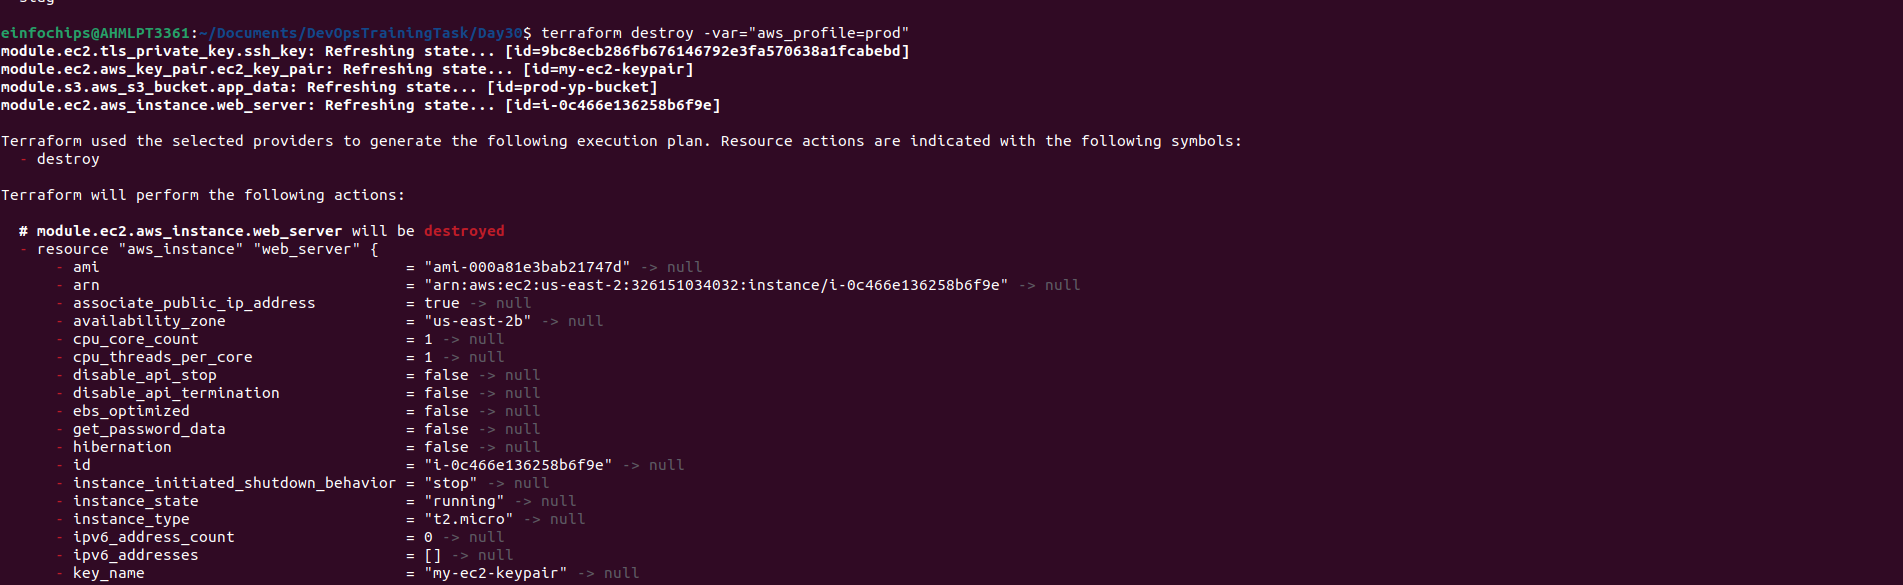 stag
einfochips@AHMLPT3361:~/Documents/DevOpsTrainingTask/Day30$ terraform destroy -var="aws_profile=prod"
module.ec2.tls_private_key.ssh_key: Refreshing state... [id=9bc8ecb286fb676146792e3fa570638a1fcabebd]
module.ec2.aws_key_pair.ec2_key_pair: Refreshing state... [id=my-ec2-keypair]
module.s3.aws_s3_bucket.app_data: Refreshing state... [id=prod-yp-bucket]
module.ec2.aws_instance.web_server: Refreshing state... [id=i-0c466e136258b6f9e]
Terraform used the selected providers to generate the following execution plan. Resource actions are indicated with the following symbols:
  - destroy
Terraform will perform the following actions:
  # module.ec2.aws_instance.web_server will be destroyed
  - resource "aws_instance" "web_server" {
      - ami                                  = "ami-000a81e3bab21747d" -> null
      - arn                                  = "arn:aws:ec2:us-east-2:326151034032:instance/i-0c466e136258b6f9e" -> null
      - associate_public_ip_address          = true -> null
      - availability_zone                    = "us-east-2b" -> null
      - cpu_core_count                       = 1 -> null
      - cpu_threads_per_core                 = 1 -> null
      - disable_api_stop                     = false -> null
      - disable_api_termination              = false -> null
      - ebs_optimized                        = false -> null
      - get_password_data                    = false -> null
      - hibernation                          = false -> null
      - id                                   = "i-0c466e136258b6f9e" -> null
      - instance_initiated_shutdown_behavior = "stop" -> null
      - instance_state                       = "running" -> null
      - instance_type                        = "t2.micro" -> null
      - ipv6_address_count                   = 0 -> null
      - ipv6_addresses                       = [] -> null
      - key_name                             = "my-ec2-keypair" -> null